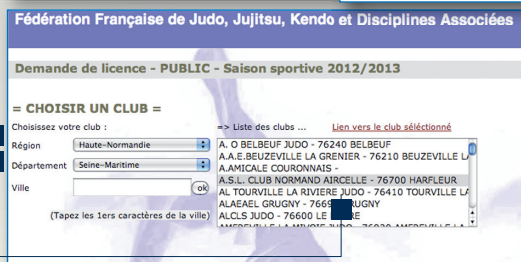 Fédération Française de Judo, Jujitsu, Kendo et Disciplines Associées
Demande de licence - PUBLIC - Saison sportive 2012/2013
= CHOISIR UN CLUB =
Choisissez votre club :
=> Liste des clubs ... Lien vers le club séléctionné
Région Haute-Normandie
Département Seine-Maritime
Ville ok
(Tapez les 1ers caractères de la ville)
A. O BELBEUF JUDO - 76240 BELBEUF
A.A.E.BEUZEVILLE LA GRENIER - 76210 BEUZEVILLE LA
A.AMICALE COURONNAIS -
A.S.L. CLUB NORMAND AIRCELLE - 76700 HARFLEUR
AL TOURVILLE LA RIVIERE JUDO - 76410 TOURVILLE LA
ALAEAEL GRUGNY - 7669 RUGNY
ALCLS JUDO - 76600 LE RE